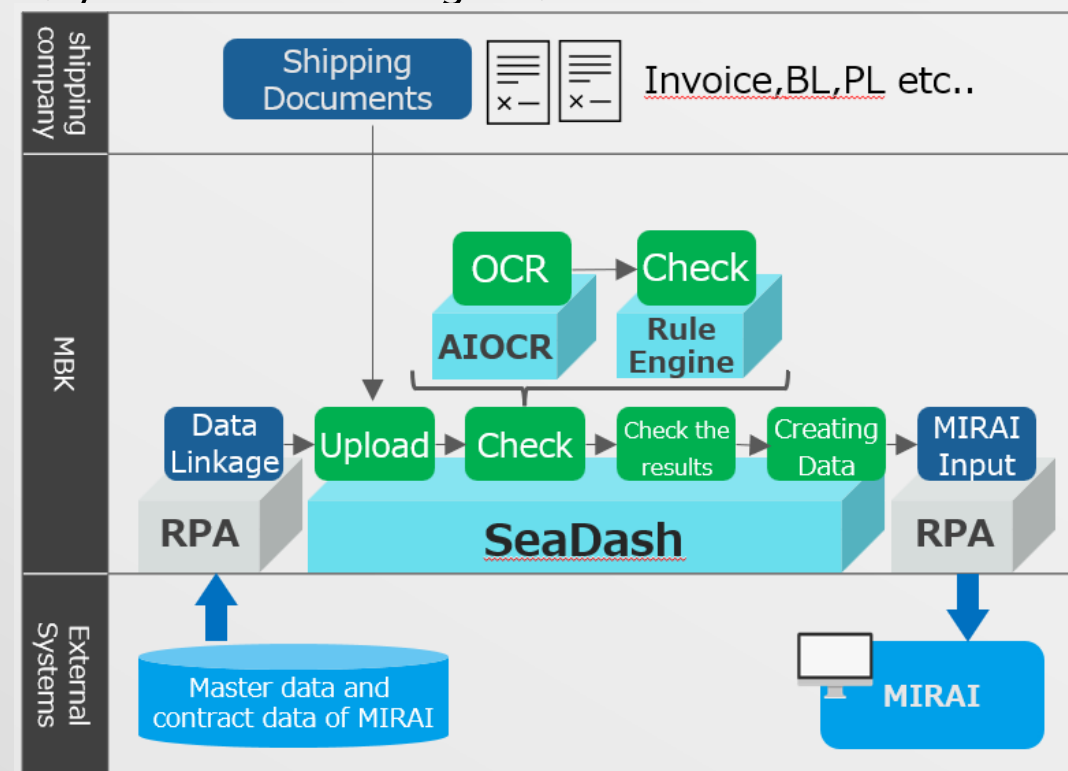 shipping
company
Shipping
Documents
Invoice,BL,PL etc..
MBK
OCR
Check
AIOCR
Rule
Engine
Data
Linkage
Upload
Check
Check the
results
Creating
Data
MIRAI
Input
RPA
SeaDash
RPA
External
Systems
Master data and
contract data of MIRAI
MIRAI